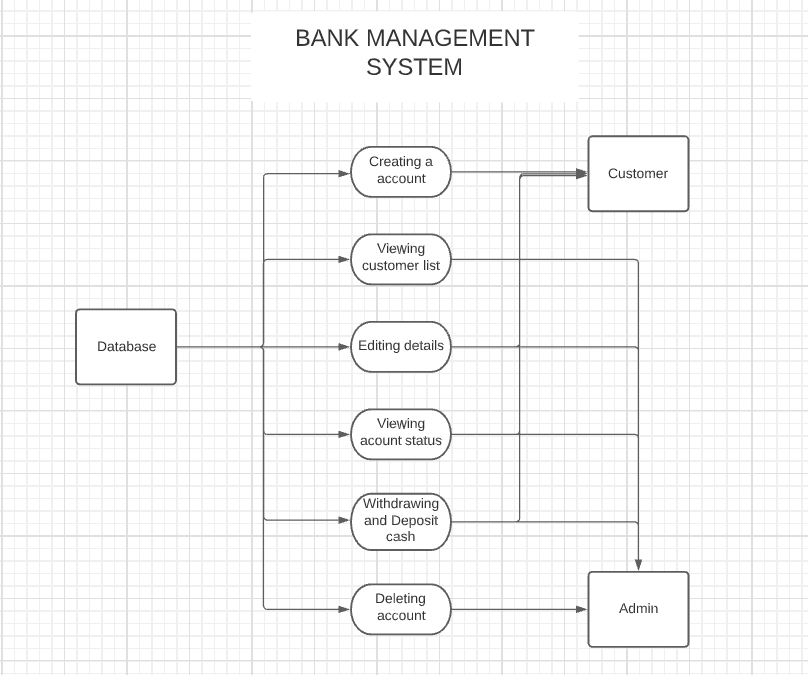 BANK MANAGEMENT
SYSTEM
Creating a
account
Customer
Viewing
customer list
Database
Editing details
Viewing
acount status
Withdrawing
and Deposit
cash
Deleting
account
Admin